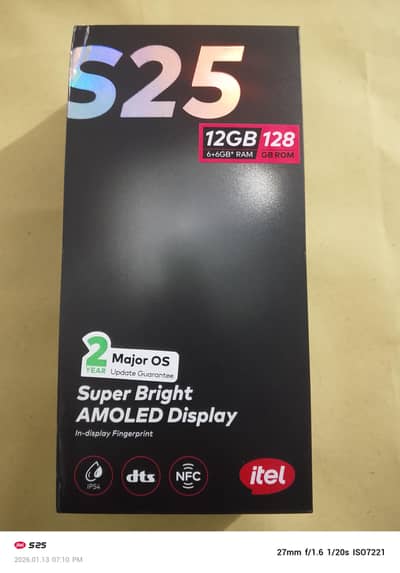 S25
12GB 128
6+6GB* RAM GB ROM
2 YEAR
Major OS
Update Guarantee
Super Bright
AMOLED Display
In-display Fingerprint
IP54 dts NFC itel
itel S25
2026.01.13 07:10 PM
27mm f/1.6 1/20s ISO7221